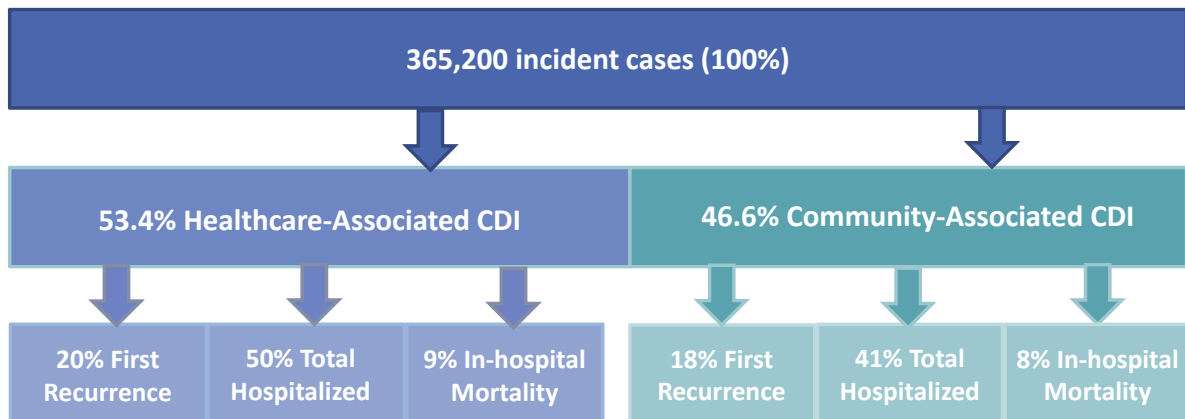 365,200 incident cases (100%)
53.4% Healthcare-Associated CDI
46.6% Community-Associated CDI
20% First
Recurrence
50% Total
Hospitalized
9% In-hospital
Mortality
18% First
Recurrence
41% Total
Hospitalized
8% In-hospital
Mortality